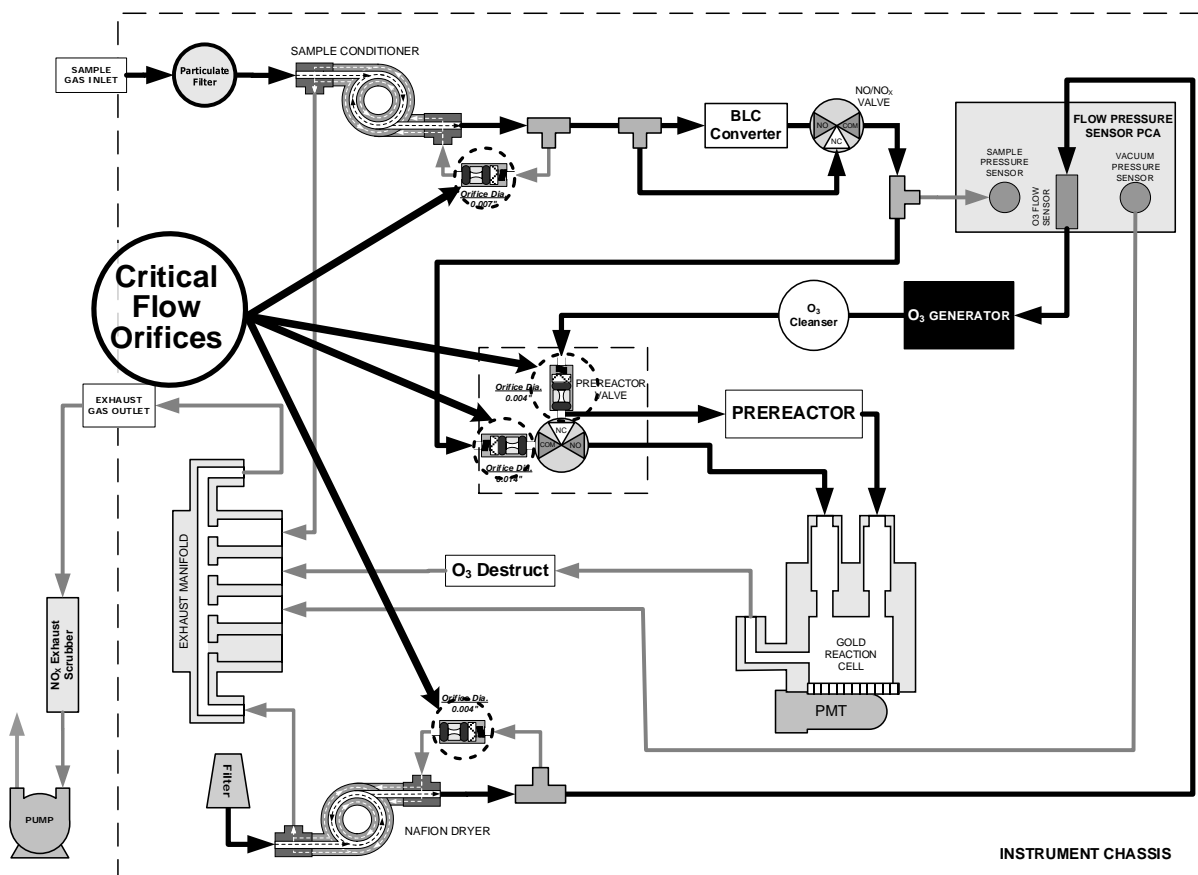 SAMPLE
GAS INLET
Particulate
Filter
SAMPLE CONDITIONER
Orifice Dia.
0.007"
BLC
Converter
NO/NOX
VALVE
NO
COM
NC
FLOW PRESSURE
SENSOR PCA
SAMPLE
PRESSURE
SENSOR
O3 FLOW
SENSOR
VACUUM
PRESSURE
SENSOR
Critical
Flow
Orifices
O3
Cleanser
O3 GENERATOR
EXHAUST
GAS OUTLET
Orifice Dia.
0.004"
PREREACTOR
VALVE
NC
COM
NO
Orifice Dia.
0.014"
PREREACTOR
EXHAUST MANIFOLD
O3 Destruct
GOLD
REACTION
CELL
PMT
NOX Exhaust
Scrubber
Orifice Dia.
0.004"
Filter
PUMP
NAFION DRYER
INSTRUMENT CHASSIS